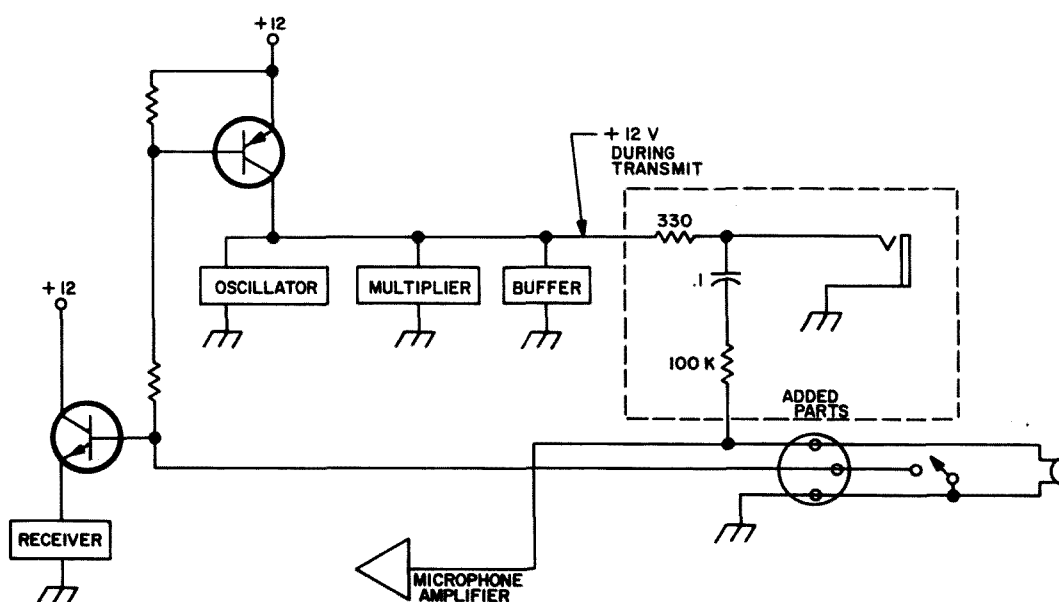 +12
+12 V
DURING
TRANSMIT
330
OSCILLATOR
MULTIPLIER
BUFFER
.1
+12
100 K
ADDED
PARTS
RECEIVER
MICROPHONE
AMPLIFIER